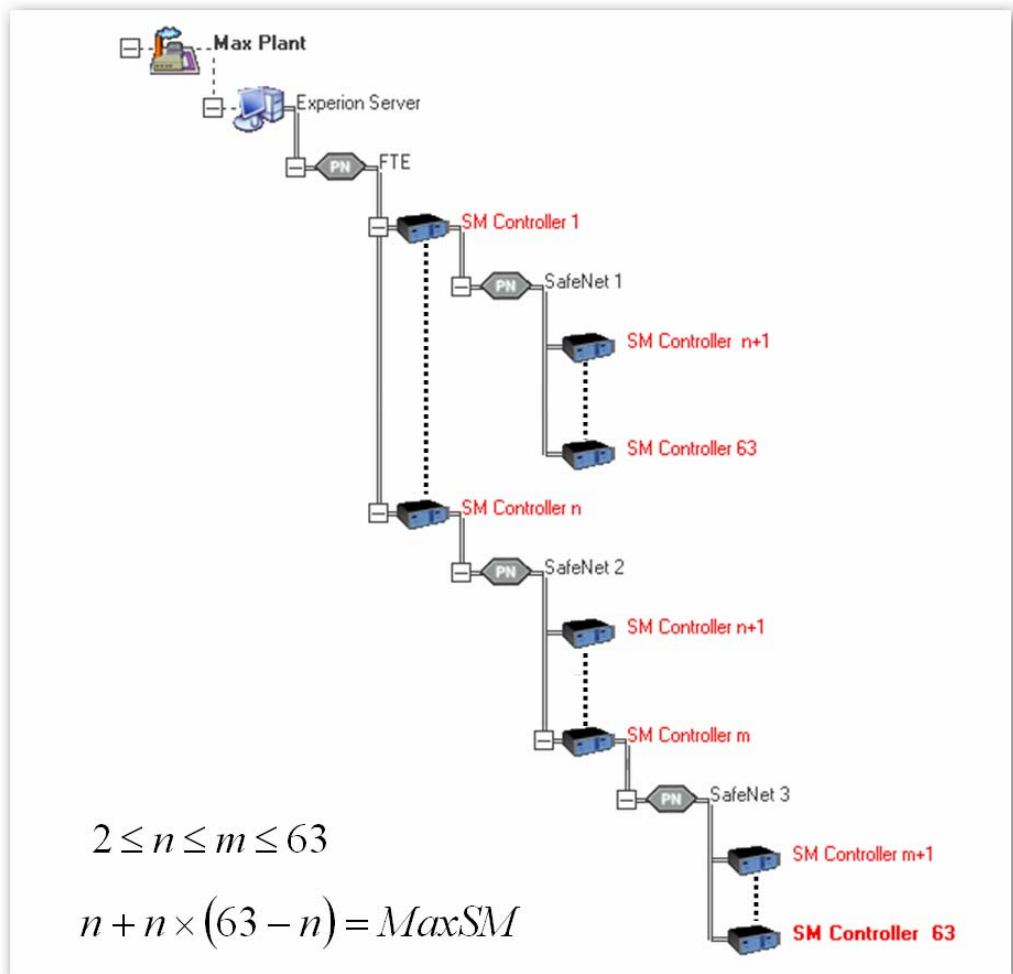 Max Plant
Experion Server
PN FTE
SM Controller 1
PN SafeNet 1
SM Controller n+1
SM Controller 63
SM Controller n
PN SafeNet 2
SM Controller n+1
SM Controller m
PN SafeNet 3
2 ≤ n ≤ m ≤ 63
SM Controller m+1
n + n × (63 − n) = MaxSM
SM Controller 63